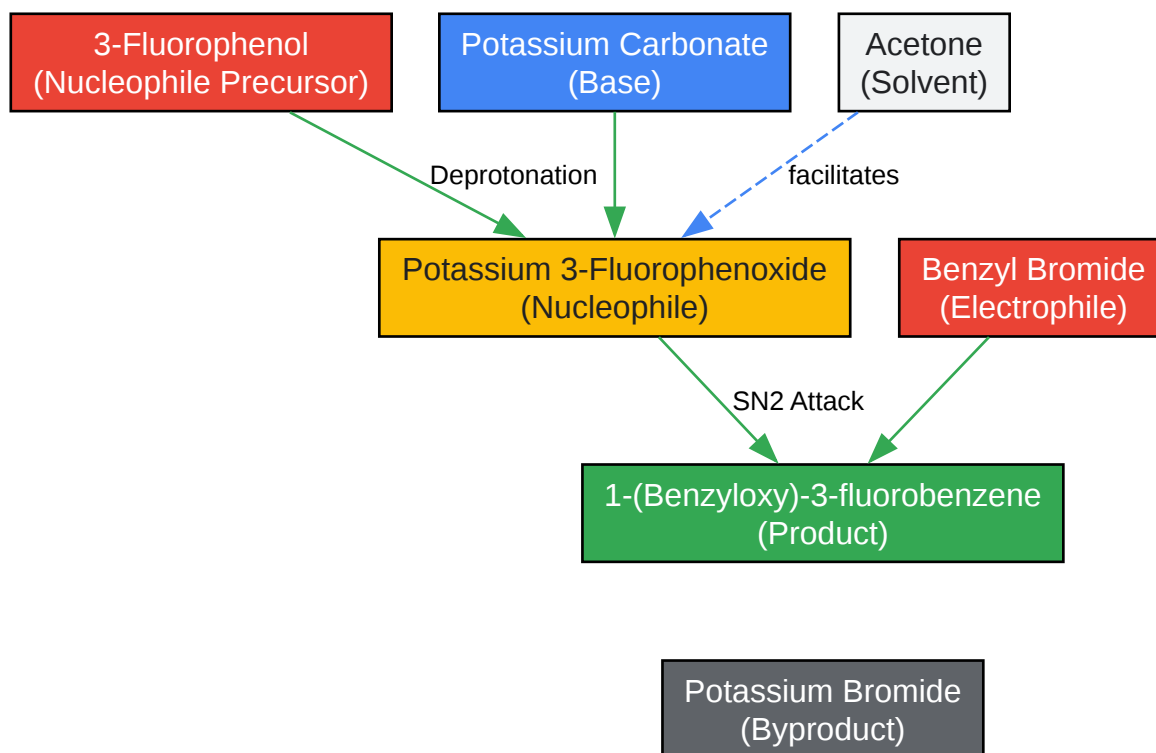 3-Fluorophenol
(Nucleophile Precursor)
Potassium Carbonate
(Base)
Acetone
(Solvent)
Deprotonation
facilitates
Potassium 3-Fluorophenoxide
(Nucleophile)
Benzyl Bromide
(Electrophile)
SN2 Attack
1-(Benzyloxy)-3-fluorobenzene
(Product)
Potassium Bromide
(Byproduct)